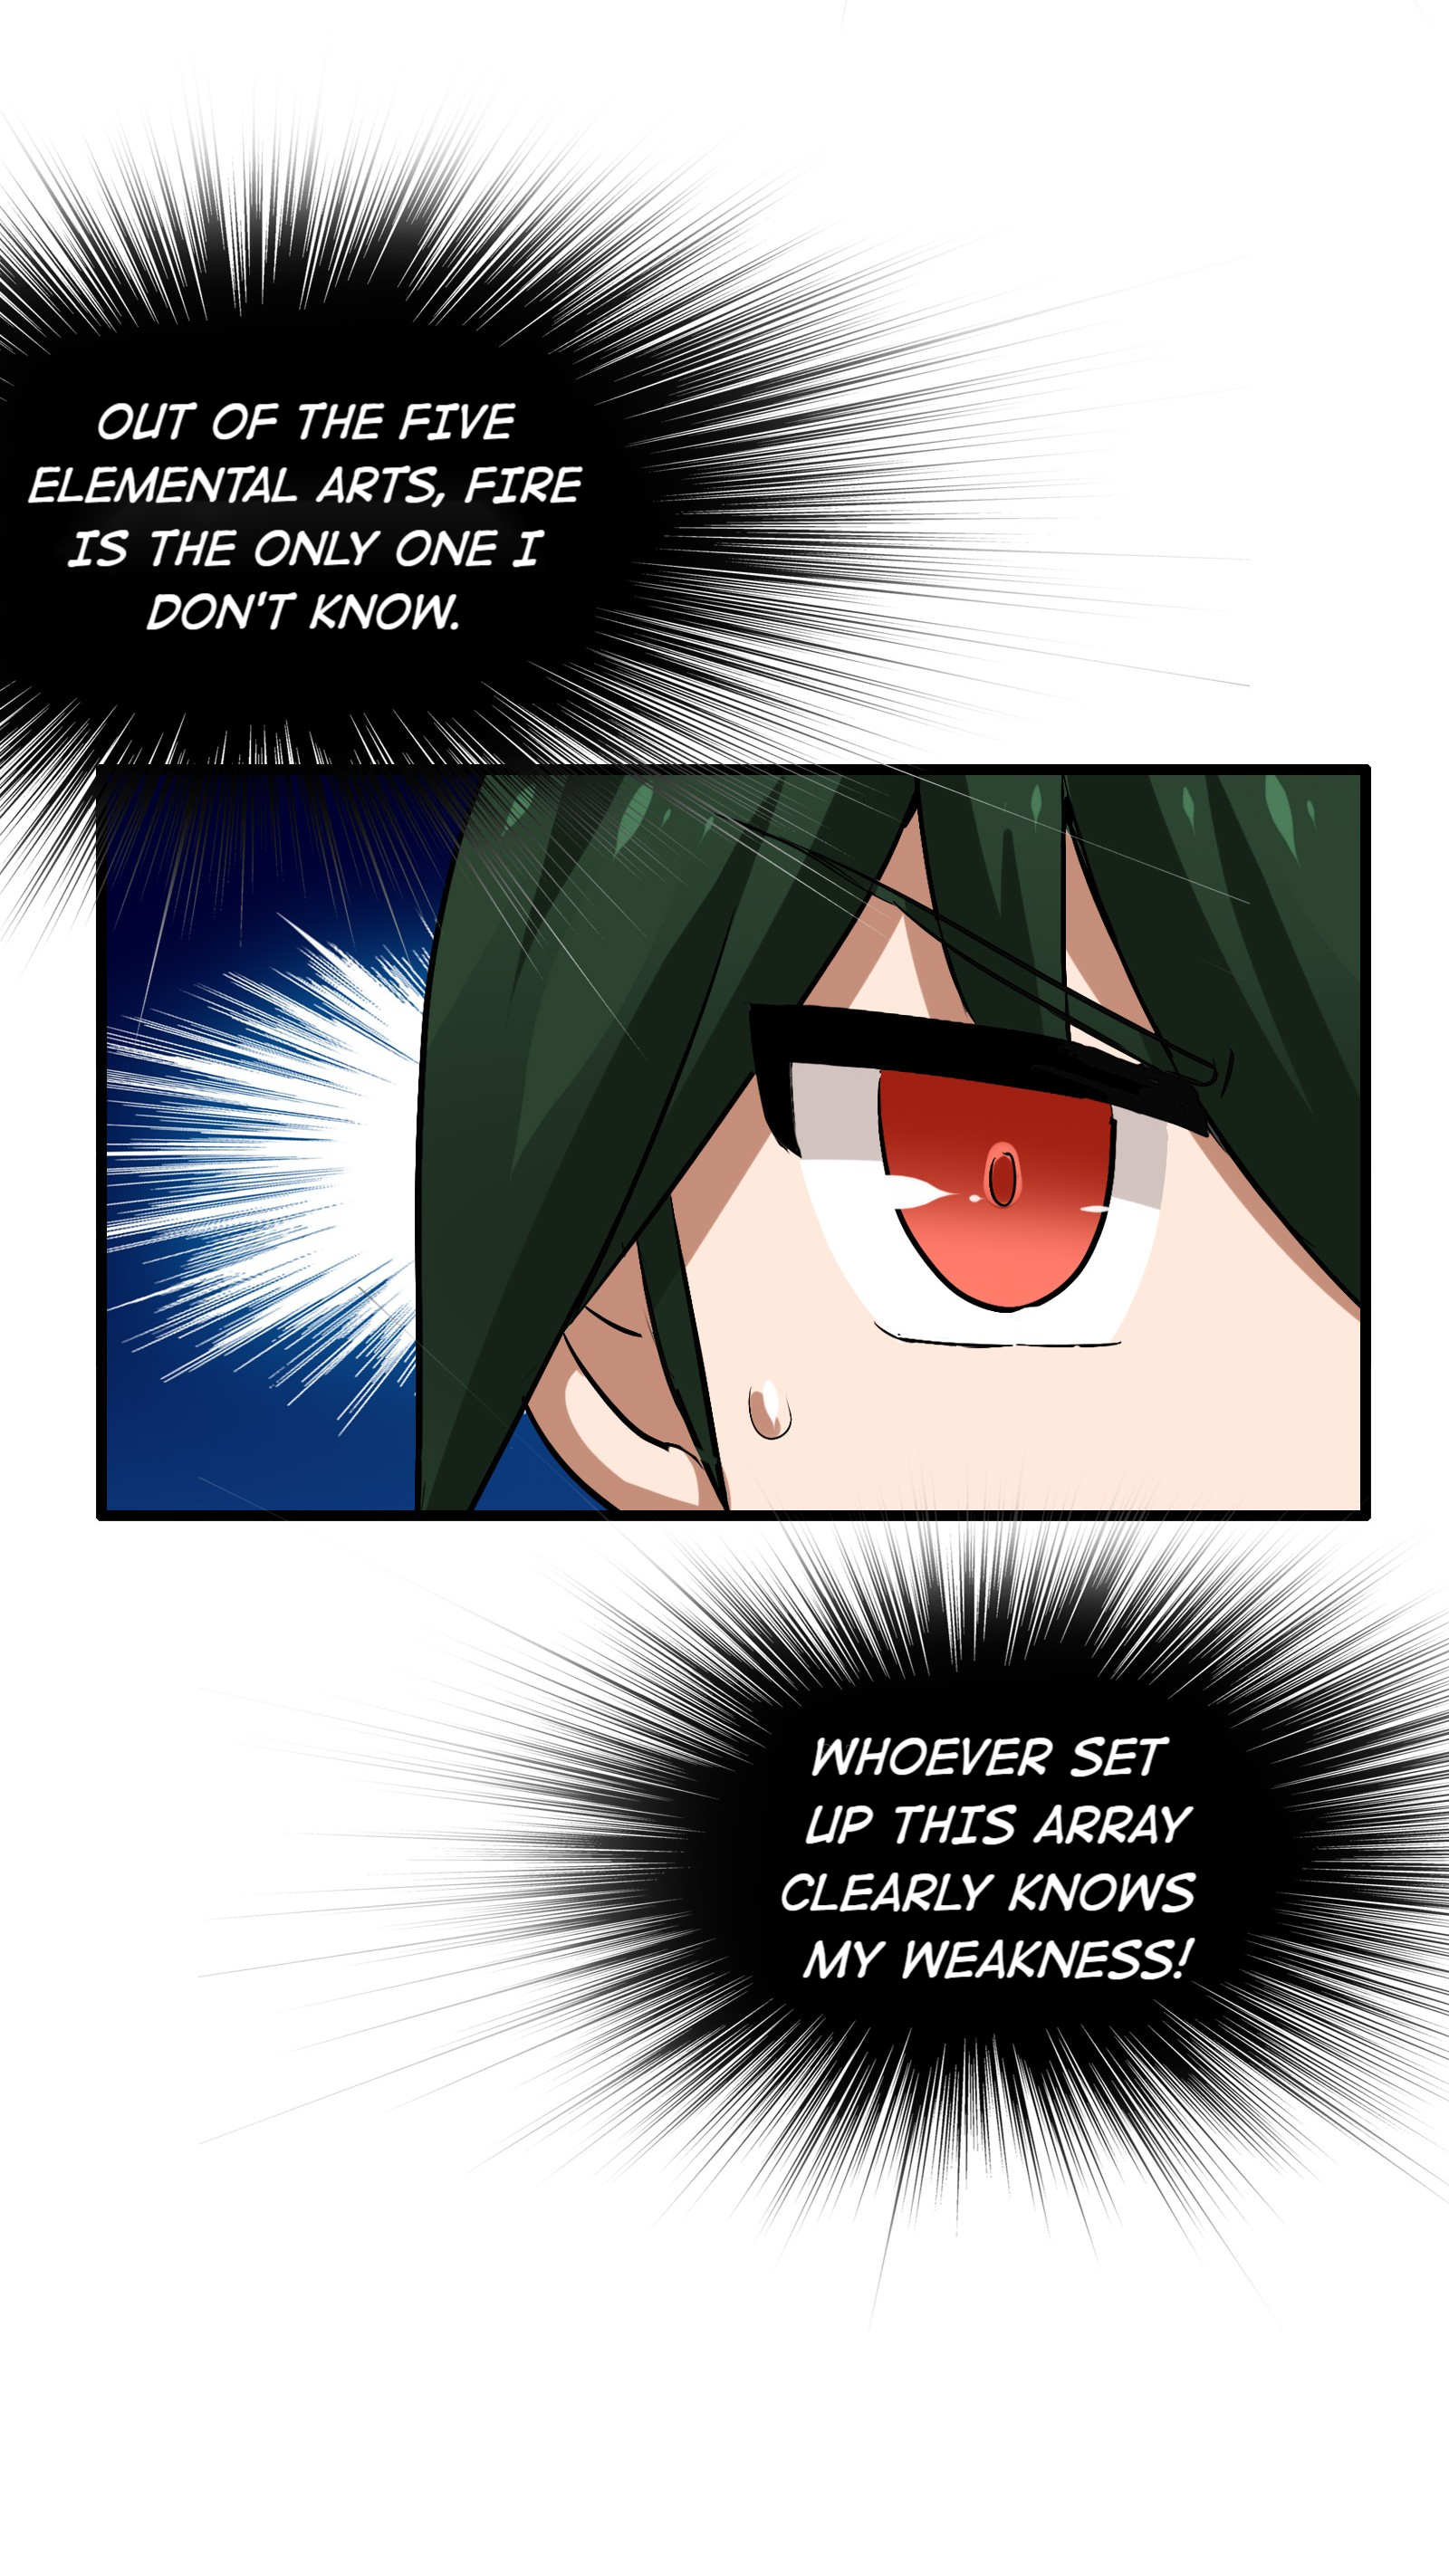 OUT OF THE FIVE
ELEMENTAL ARTS, FIRE
IS THE ONLY ONE I
DON'T KNOW.
WHOEVER SET
UP THIS ARRAY
CLEARLY KNOWS
MY WEAKNESS!